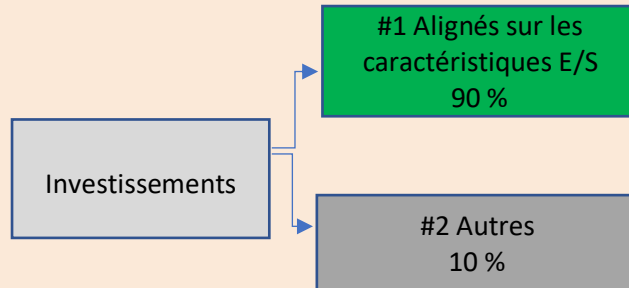 #1 Alignés sur les
caractéristiques E/S
90 %
Investissements
#2 Autres
10 %